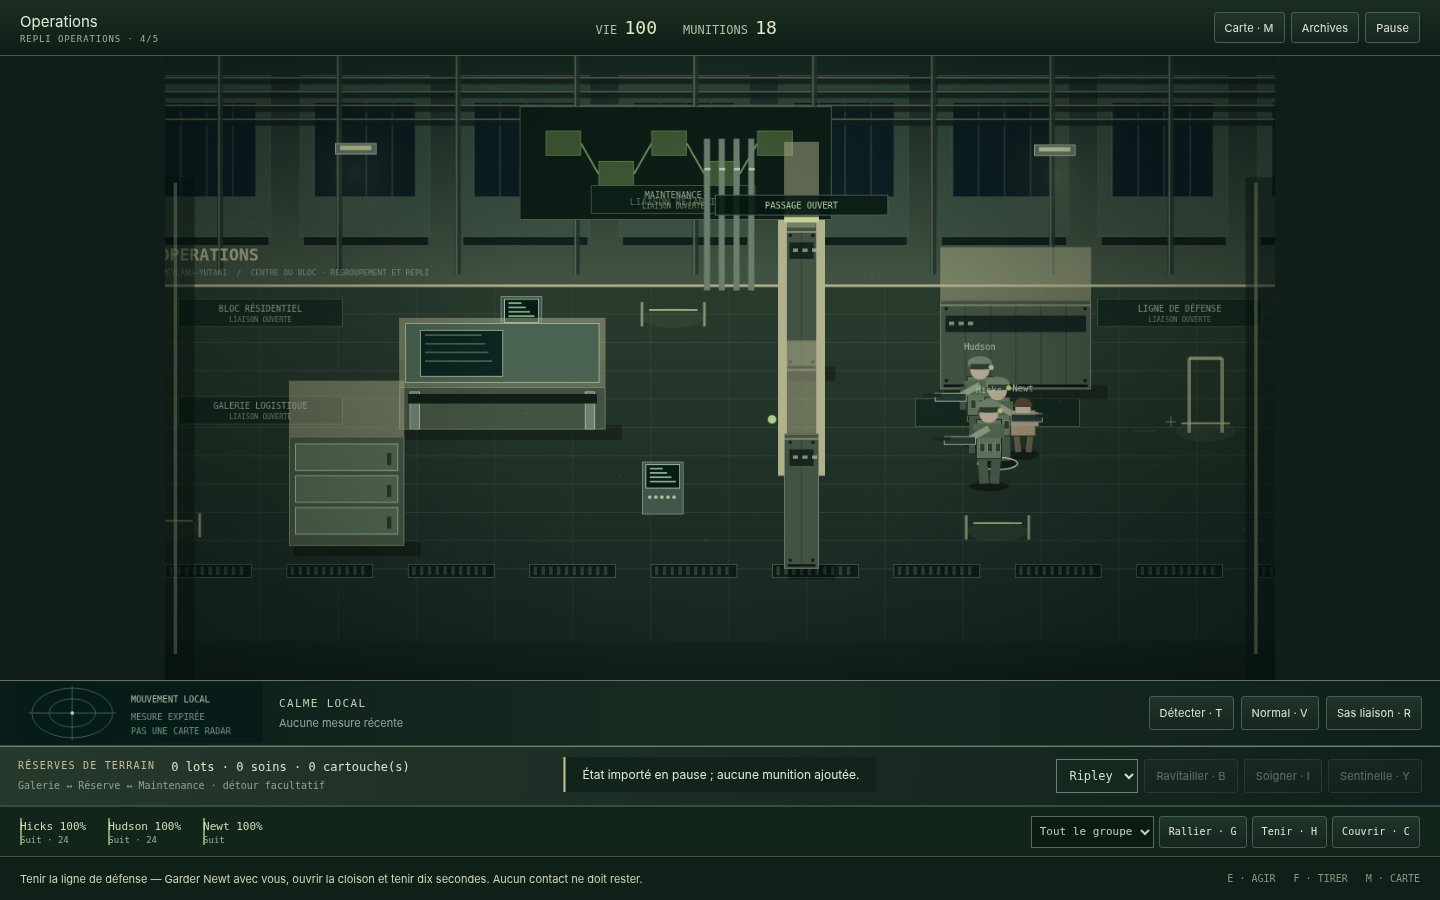 Operations
REPLI OPERATIONS · 4/5
VIE 100 MUNITIONS 18
Carte · M
Archives
Pause
MAINTENANCE
LIAISON OUVERTE
PASSAGE OUVERT
OPERATIONS
WEYLAND-YUTANI / CENTRE DU BLOC · REGROUPEMENT ET REPLI
BLOC RÉSIDENTIEL
LIAISON OUVERTE
LIGNE DE DÉFENSE
LIAISON OUVERTE
Hudson
Hicks
Newt
GALERIE LOGISTIQUE
LIAISON OUVERTE
MOUVEMENT LOCAL
MESURE EXPIRÉE
PAS UNE CARTE RADAR
CALME LOCAL
Aucune mesure récente
Détecter · T
Normal · V
Sas liaison · R
RÉSERVES DE TERRAIN 0 lots · 0 soins · 0 cartouche(s)
Galerie ↔ Réserve ↔ Maintenance · détour facultatif
État importé en pause ; aucune munition ajoutée.
Ripley
Ravitailler · B
Soigner · I
Sentinelle · Y
Hicks 100%
Suit · 24
Hudson 100%
Suit · 24
Newt 100%
Suit
Tout le groupe
Rallier · G
Tenir · H
Couvrir · C
Tenir la ligne de défense — Garder Newt avec vous, ouvrir la cloison et tenir dix secondes. Aucun contact ne doit rester.
E · AGIR F · TIRER M · CARTE